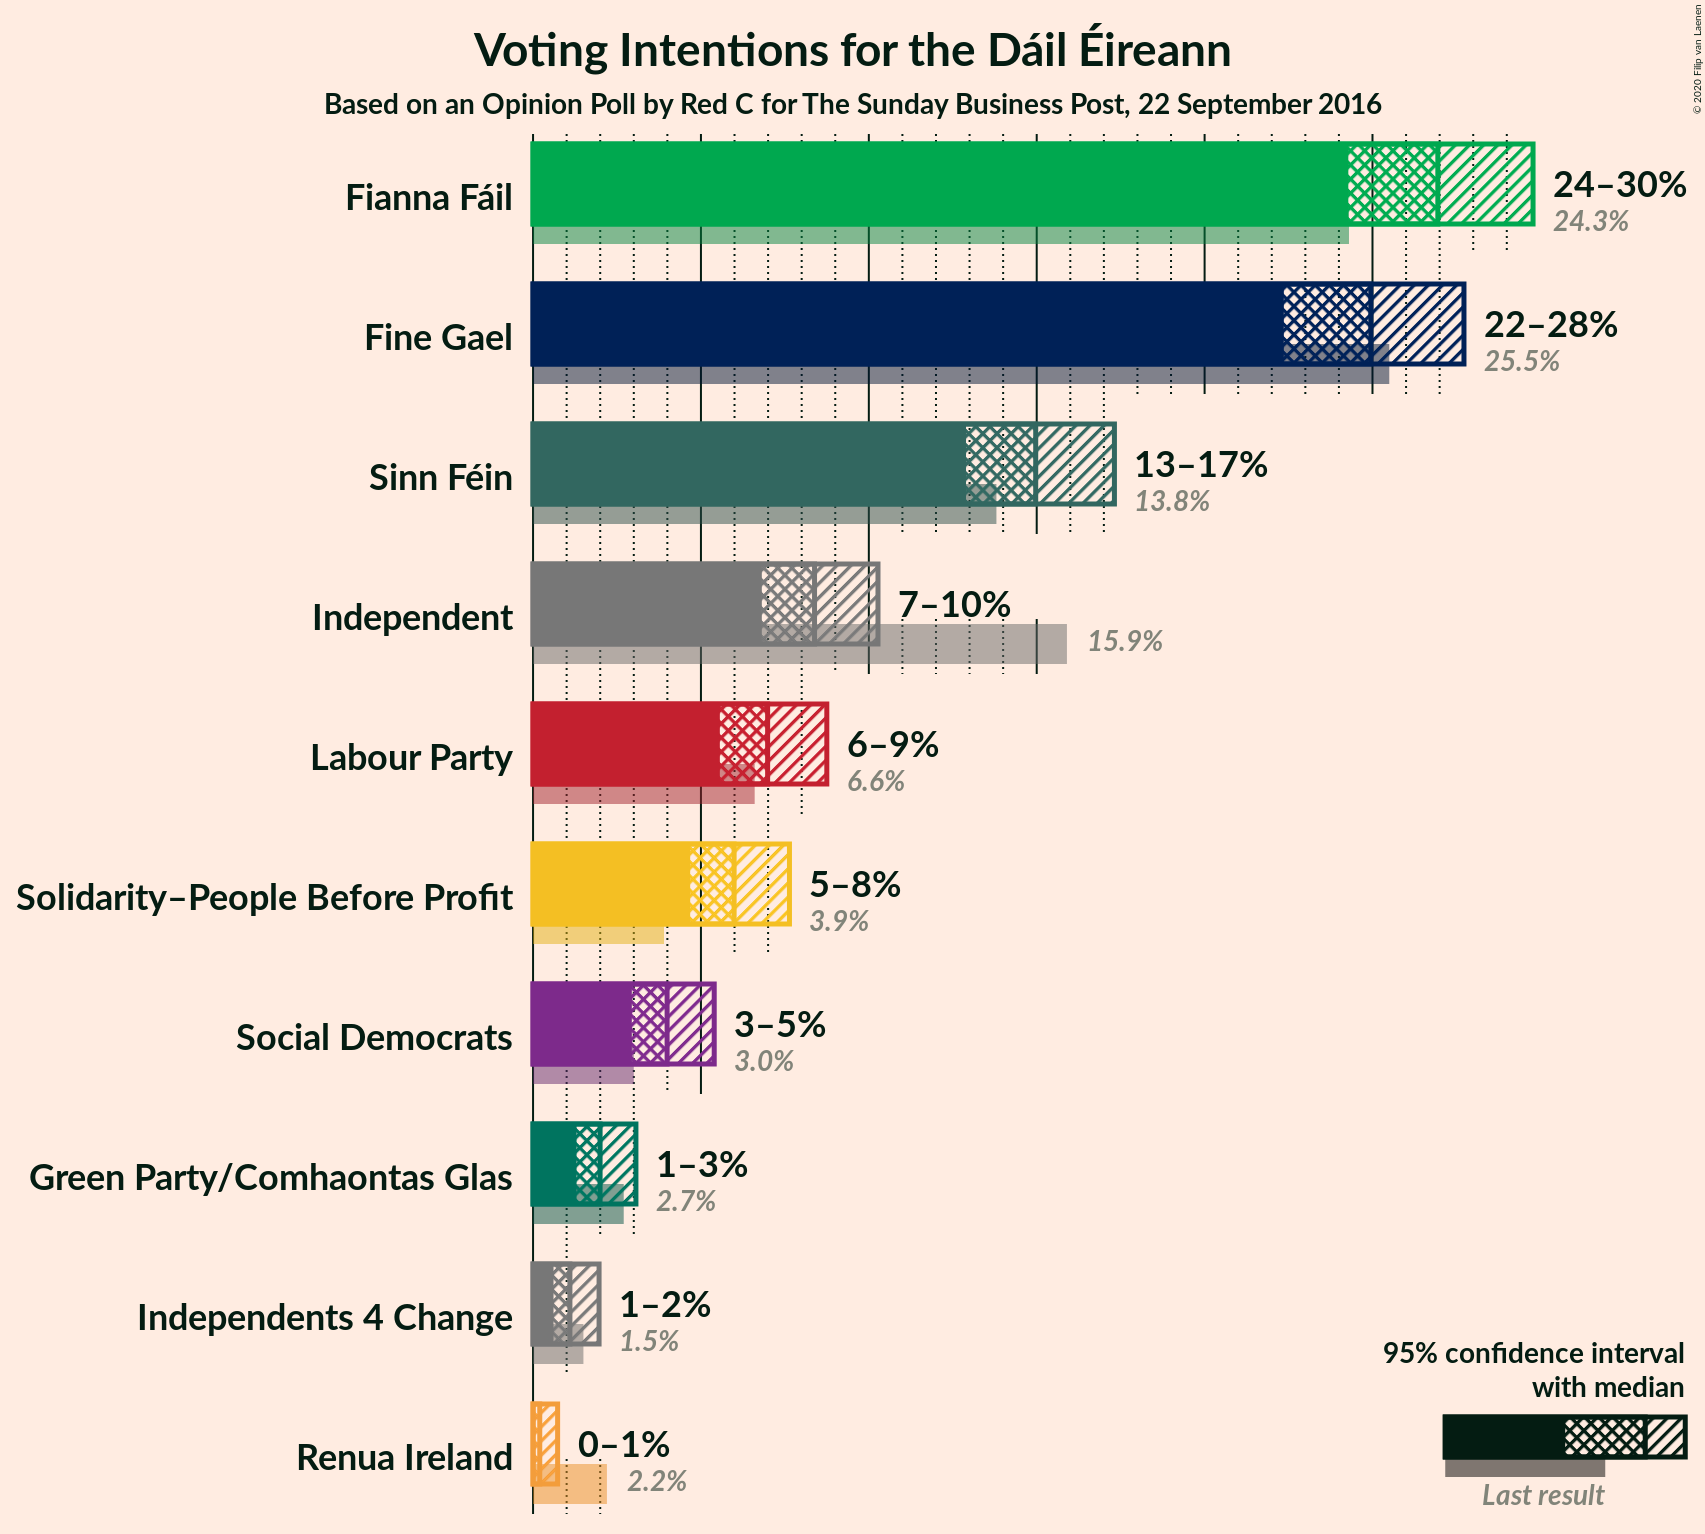 Voting Intentions for the Dáil Éireann
Based on an Opinion Poll by Red C for The Sunday Business Post, 22 September 2016
© 2020 Filip van Laenen
Fianna Fáil
24–30%
24.3%
Fine Gael
22–28%
25.5%
Sinn Féin
13–17%
13.8%
Independent
7–10%
15.9%
Labour Party
6–9%
6.6%
Solidarity–People Before Profit
5–8%
3.9%
Social Democrats
3–5%
3.0%
Green Party/Comhaontas Glas
1–3%
2.7%
Independents 4 Change
1–2%
1.5%
Renua Ireland
0–1%
2.2%
95% confidence interval
with median
Last result